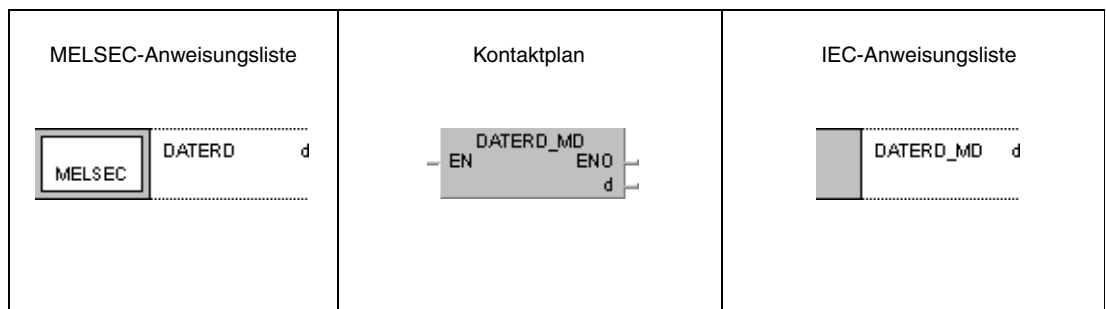 MELSEC-Anweisungsliste
MELSEC
DATERD d
Kontaktplan
DATERD_MD
EN ENO
d
IEC-Anweisungsliste
DATERD_MD d